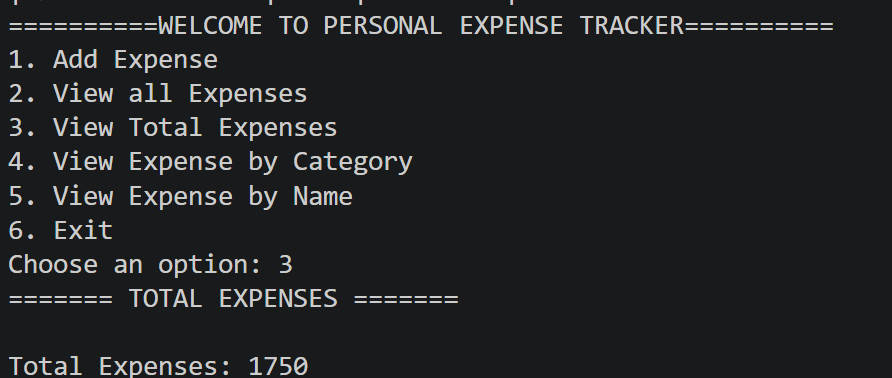 ==========WELCOME TO PERSONAL EXPENSE TRACKER==========
1. Add Expense
2. View all Expenses
3. View Total Expenses
4. View Expense by Category
5. View Expense by Name
6. Exit
Choose an option: 3
======= TOTAL EXPENSES =======
Total Expenses: 1750